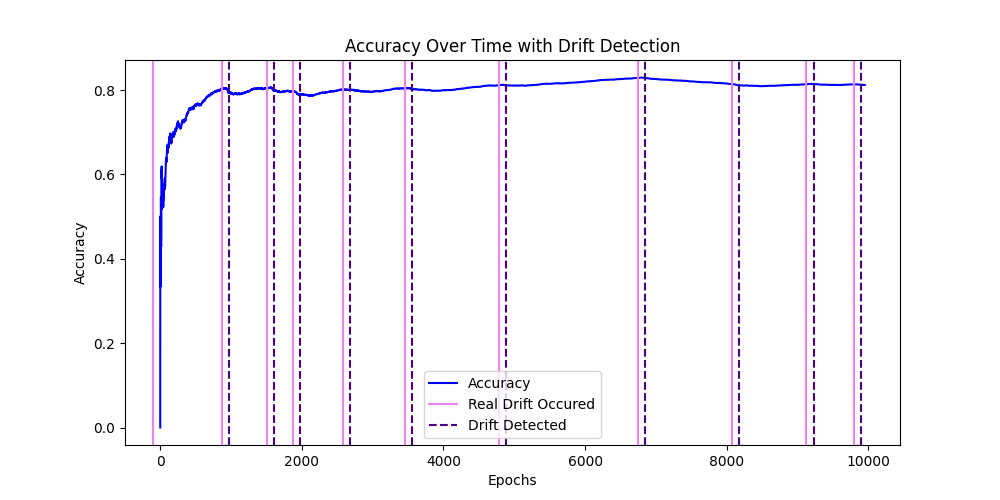 Accuracy Over Time with Drift Detection
Accuracy
0.8
0.6
0.4
0.2
0.0
Accuracy
Real Drift Occured
Drift Detected
0 2000 4000 6000 8000 10000
Epochs